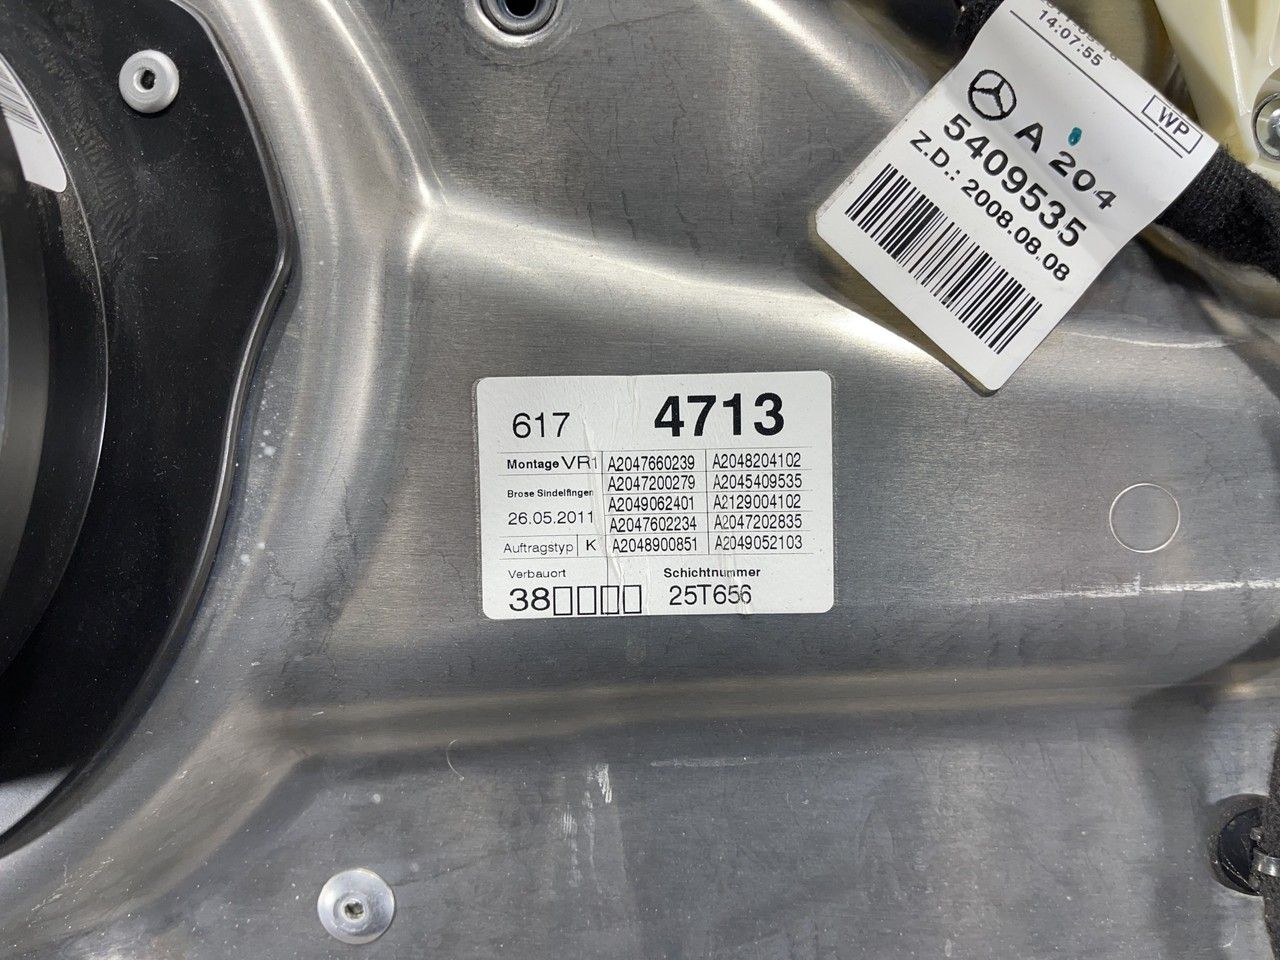 14:07:55
WP
A 204
5409535
Z.D.: 2008.08.08
617 4713
Montage VR1 A2047660239 A2048204102
A2047200279 A2045409535
Brose Sindelfingen
A2049062401 A2129004102
26.05.2011 A2047602234 A2047202835
Auftragstyp K A2048900851 A2049052103
Verbauort Schichtnummer
38□□□□ 25T656